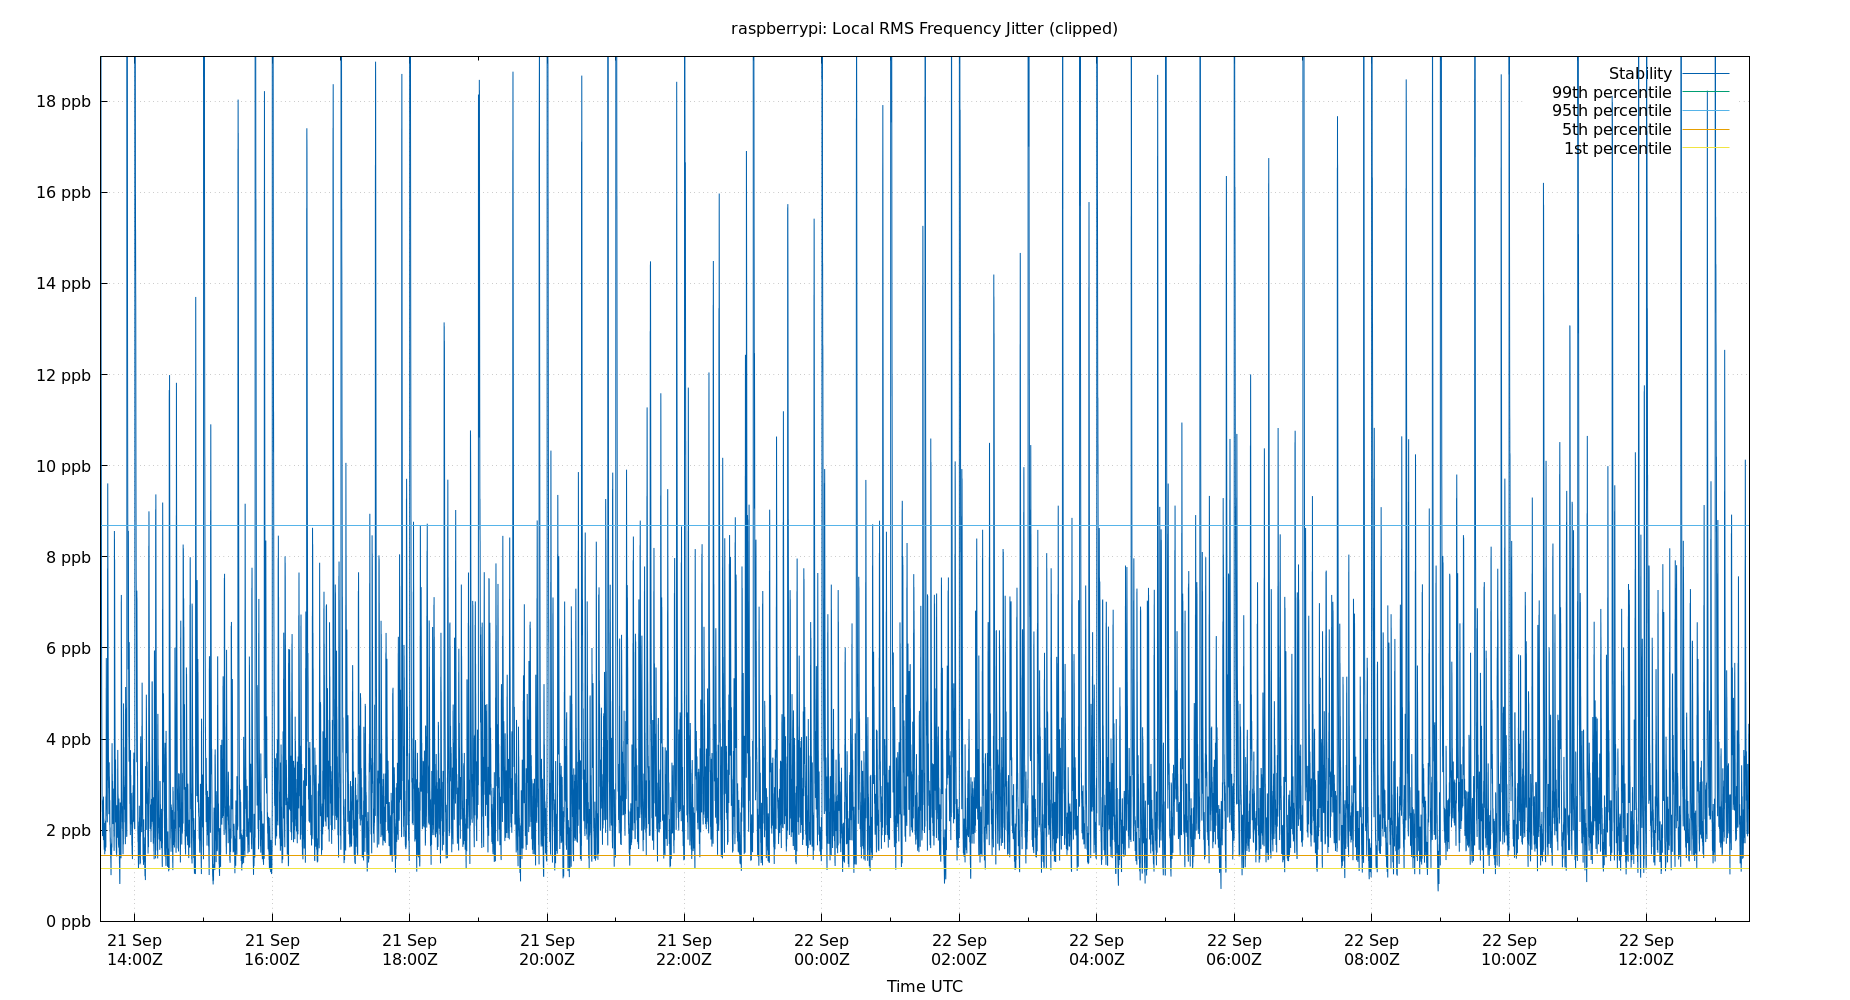 raspberrypi: Local RMS Frequency Jitter (clipped)
Stability
99th percentile
95th percentile
5th percentile
1st percentile
18 ppb
16 ppb
14 ppb
12 ppb
10 ppb
8 ppb
6 ppb
4 ppb
2 ppb
0 ppb
21 Sep 21 Sep 21 Sep 21 Sep 21 Sep 22 Sep 22 Sep 22 Sep 22 Sep 22 Sep 22 Sep 22 Sep
14:00Z 16:00Z 18:00Z 20:00Z 22:00Z 00:00Z 02:00Z 04:00Z 06:00Z 08:00Z 10:00Z 12:00Z
Time UTC